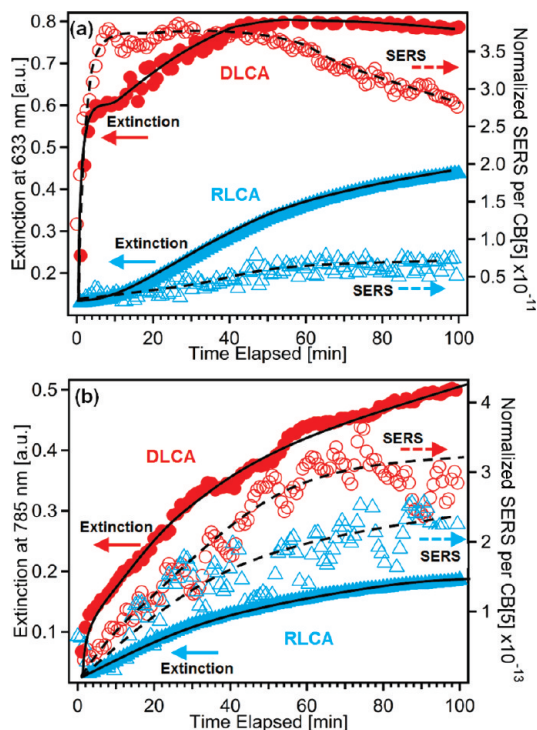 (a)
0.8
0.7
0.6
0.5
0.4
0.3
0.2
Extinction at 633 nm [a.u.]
SERS
DLCA
Extinction
RLCA
Extinction
SERS
3.5
3.0
2.5
2.0
1.5
1.0
0.5
Normalized SERS per CB[5] x10-11
0 20 40 60 80 100
Time Elapsed [min]
(b)
0.5
0.4
0.3
0.2
0.1
Extinction at 785 nm [a.u.]
DLCA
SERS
Extinction
SERS
RLCA
Extinction
4
3
2
1
Normalized SERS per CB[5] x10-13
0 20 40 60 80 100
Time Elapsed [min]